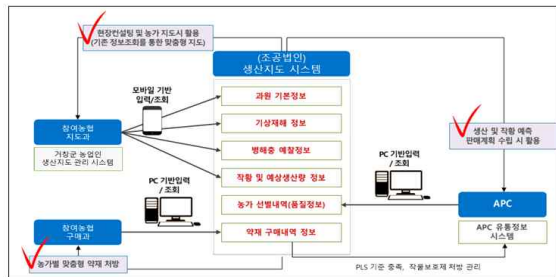 현장컨설팅 및 농가 지도시 활용
(기존 정보조회를 통한 맞춤형 지도)
(조공법인)
생산지도 시스템
모바일 기반
입력/조회
과원 기본정보
기상재해 정보
병해충 예찰정보
작황 및 예상생산량 정보
농가 선별내역(품질정보)
약재 구매내역 정보
참여농협
지도과
거창군 농업인
생산지도 관리 시스템
PC 기반입력
/ 조회
참여농협
구매과
농가별 맞춤형 약재 처방
생산 및 작황 예측
판매계획 수립 시 활용
PC 기반입력
/ 조회
APC
APC 유통정보
시스템
PLS 기준 충족, 작물보호제 처방 관리